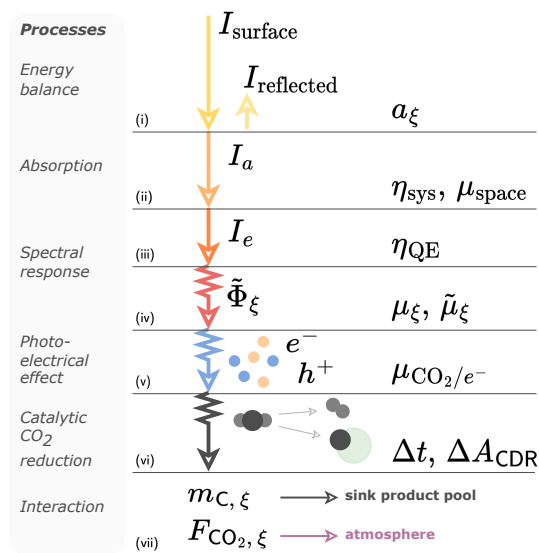 Processes
I_surface
Energy
balance
I_reflected
(i)
a_ξ
Absorption
I_a
(ii)
η_sys, μ_space
Spectral
response
I_e
(iii)
η_QE
Φ̃_ξ
(iv)
μ_ξ, μ̃_ξ
Photo-
electrical
effect
e⁻
h⁺
(v)
μ_CO₂/e⁻
Catalytic
CO₂
reduction
(vi)
Δt, ΔA_CDR
Interaction
m_C, ξ
sink product pool
F_CO₂, ξ
atmosphere
(vii)